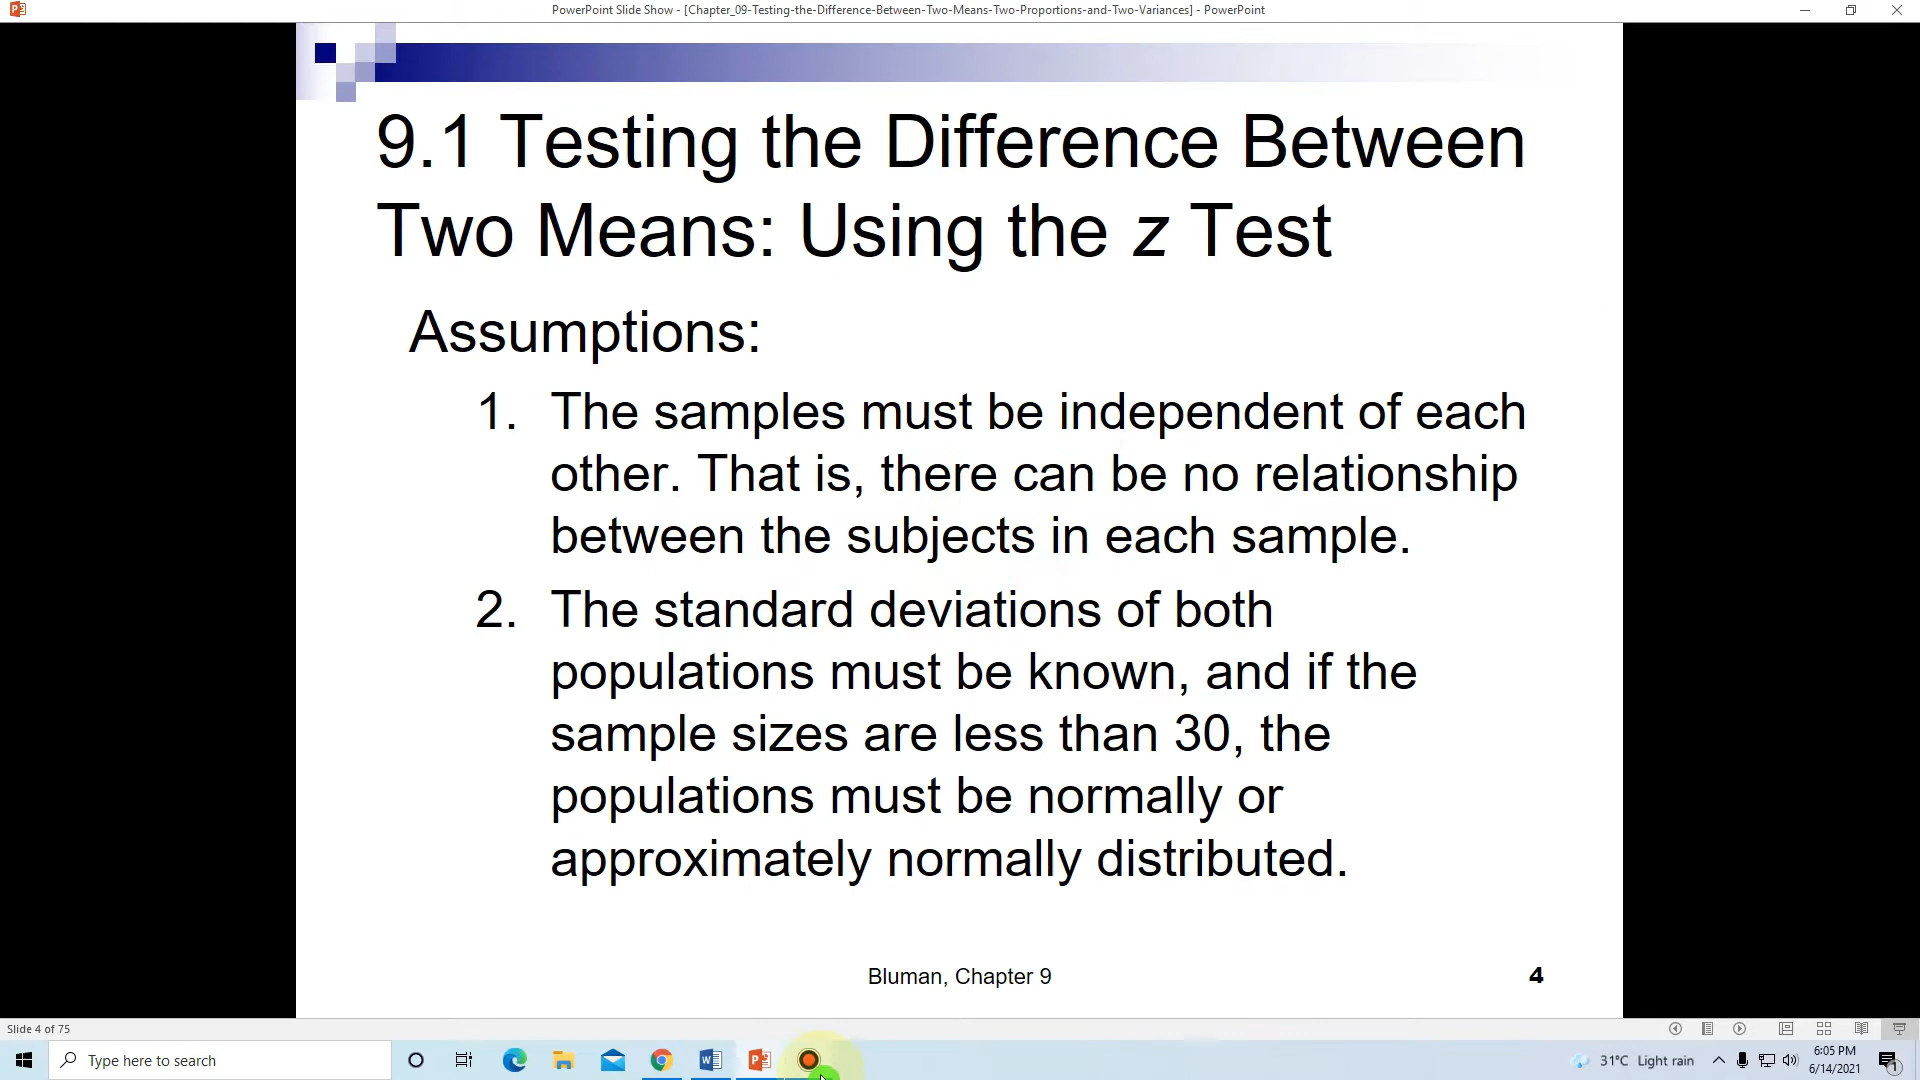 PowerPoint Slide Show - [Chapter_09-Testing-the-Difference-Between-Two-Means-Two-Proportions-and-Two-Variances] - PowerPoint
9.1 Testing the Difference Between
Two Means: Using the z Test
Assumptions:
1. The samples must be independent of each
other. That is, there can be no relationship
between the subjects in each sample.
2. The standard deviations of both
populations must be known, and if the
sample sizes are less than 30, the
populations must be normally or
approximately normally distributed.
Bluman, Chapter 9
4
Slide 4 of 75
Type here to search
31°C Light rain
6:05 PM
6/14/2021
1